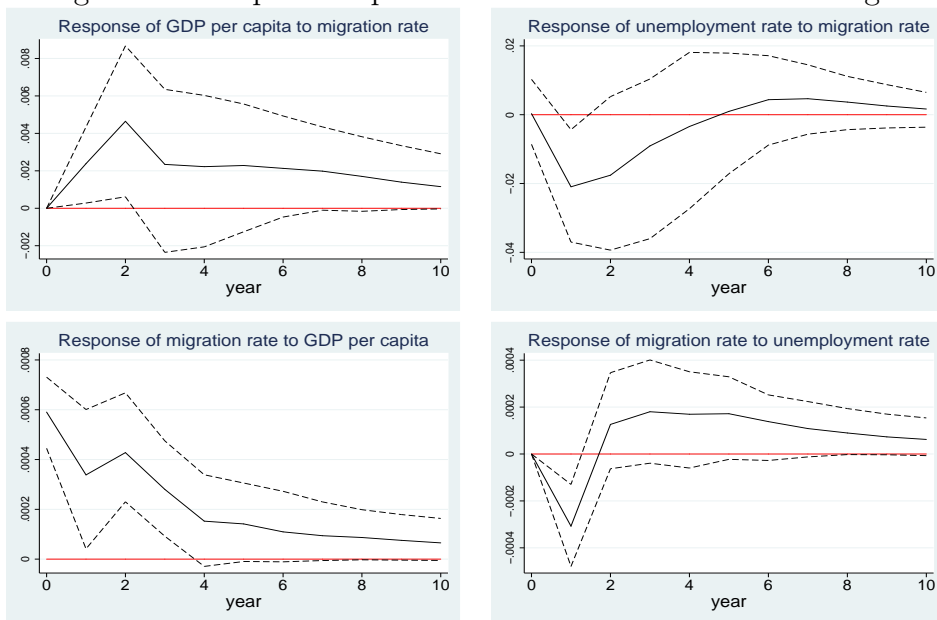 Response of GDP per capita to migration rate
.008
.006
.004
.002
0
-.002
0 2 4 6 8 10
year
Response of unemployment rate to migration rate
.02
0
-.02
-.04
0 2 4 6 8 10
year
Response of migration rate to GDP per capita
.0008
.0006
.0004
.0002
0
0 2 4 6 8 10
year
Response of migration rate to unemployment rate
.0004
.0002
0
-.0002
-.0004
0 2 4 6 8 10
year